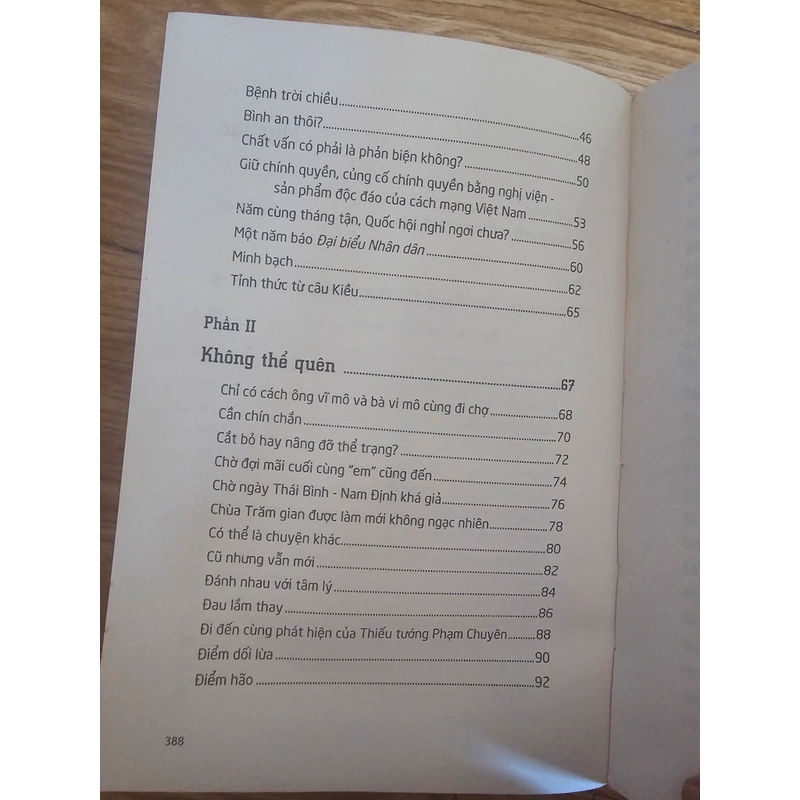 Bệnh trời chiều........46
Bình an thôi?........48
Chất vấn có phải là phản biện không?........50
Giữ chính quyền, củng cố chính quyền bằng nghị viện -
sản phẩm độc đáo của cách mạng Việt Nam........53
Năm cùng tháng tận, Quốc hội nghỉ ngơi chưa?........56
Một năm báo Đại biểu Nhân dân........60
Minh bạch........62
Tỉnh thức từ câu Kiều........65
Phần II
Không thể quên........67
Chỉ có cách ông vĩ mô và bà vi mô cùng đi chợ........68
Cần chín chắn........70
Cắt bỏ hay nâng đỡ thể trạng?........72
Chờ đợi mãi cuối cùng "em" cũng đến........74
Chờ ngày Thái Bình - Nam Định khá giả........76
Chùa Trăm gian được làm mới không ngạc nhiên........78
Có thể là chuyện khác........80
Cũ nhưng vẫn mới........82
Đánh nhau với tâm lý........84
Đau lắm thay........86
Đi đến cùng phát hiện của Thiếu tướng Phạm Chuyên........88
Điểm dối lừa........90
Điểm hão........92
388